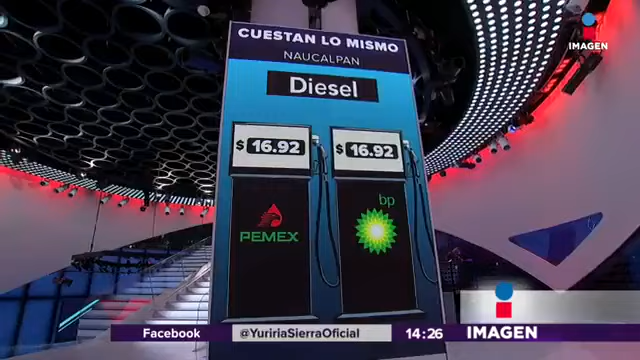 CUESTAN LO MISMO
NAUCALPAN
Diesel
$ 16.92
$ 16.92
PEMEX
bp
IMAGEN
Facebook
@YuririaSierraOficial
14:26
IMAGEN